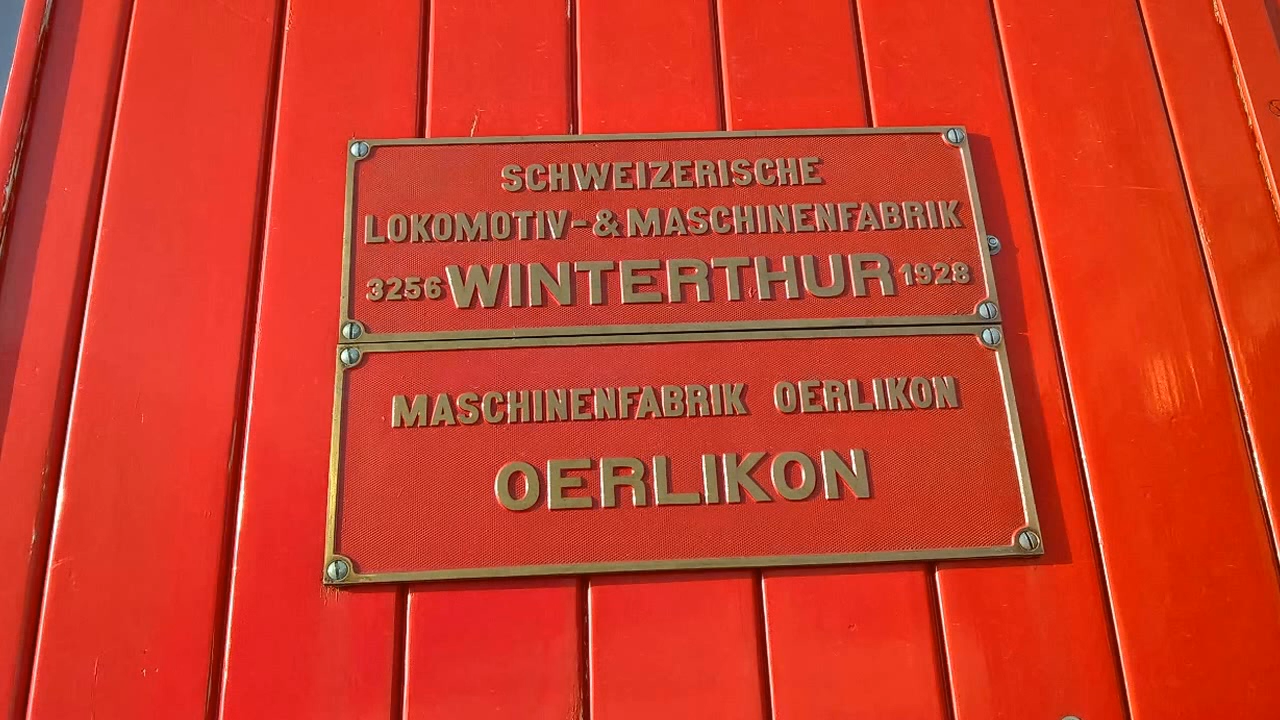 SCHWEIZERISCHE
LOKOMOTIV-&MASCHINENFABRIK
3256 WINTERTHUR 1928
MASCHINENFABRIK OERLIKON
OERLIKON